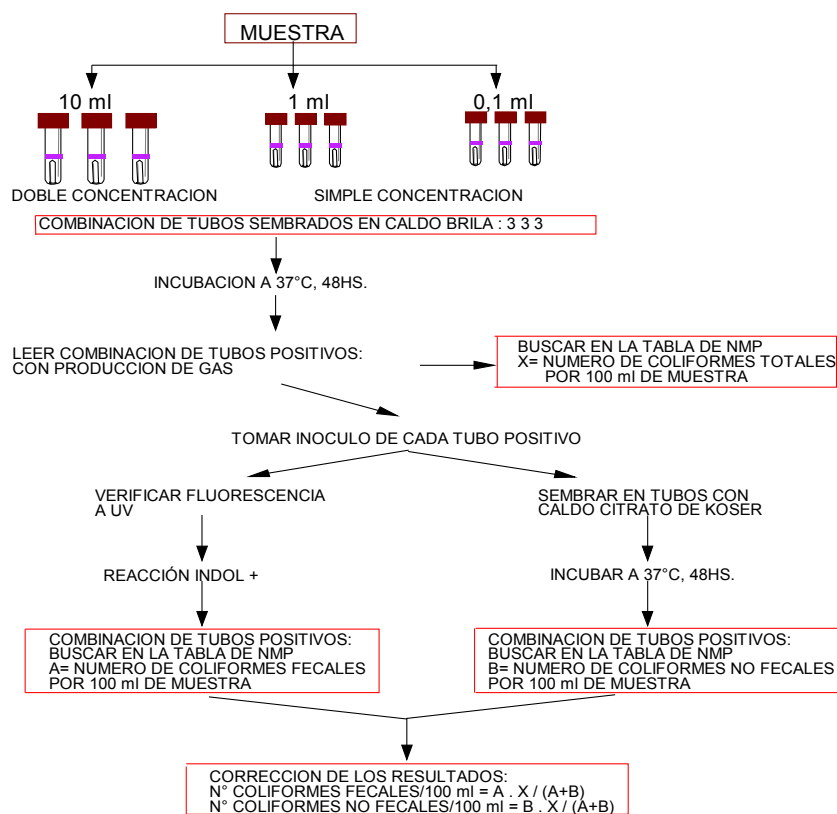 MUESTRA
10 ml
1 ml
0,1 ml
DOBLE CONCENTRACION
SIMPLE CONCENTRACION
COMBINACION DE TUBOS SEMBRADOS EN CALDO BRILA : 3 3 3
INCUBACION A 37°C, 48HS.
LEER COMBINACION DE TUBOS POSITIVOS:
CON PRODUCCION DE GAS
BUSCAR EN LA TABLA DE NMP
X= NUMERO DE COLIFORMES TOTALES
POR 100 ml DE MUESTRA
TOMAR INOCULO DE CADA TUBO POSITIVO
VERIFICAR FLUORESCENCIA
A UV
SEMBRAR EN TUBOS CON
CALDO CITRATO DE KOSER
REACCIÓN INDOL +
INCUBAR A 37°C, 48HS.
COMBINACION DE TUBOS POSITIVOS:
BUSCAR EN LA TABLA DE NMP
A= NUMERO DE COLIFORMES FECALES
POR 100 ml DE MUESTRA
COMBINACION DE TUBOS POSITIVOS:
BUSCAR EN LA TABLA DE NMP
B= NUMERO DE COLIFORMES NO FECALES
POR 100 ml DE MUESTRA
CORRECCION DE LOS RESULTADOS:
N° COLIFORMES FECALES/100 ml = A . X / (A+B)
N° COLIFORMES NO FECALES/100 ml = B . X / (A+B)